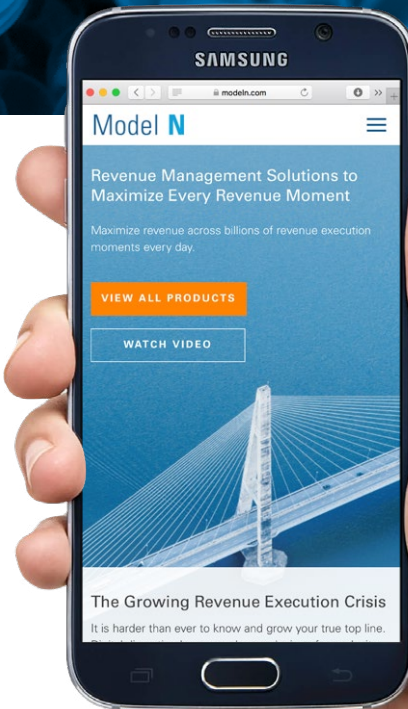 SAMSUNG
modeln.com
Model N
Revenue Management Solutions to
Maximize Every Revenue Moment
Maximize revenue across billions of revenue execution
moments every day.
VIEW ALL PRODUCTS
WATCH VIDEO
The Growing Revenue Execution Crisis
It is harder than ever to know and grow your true top line.